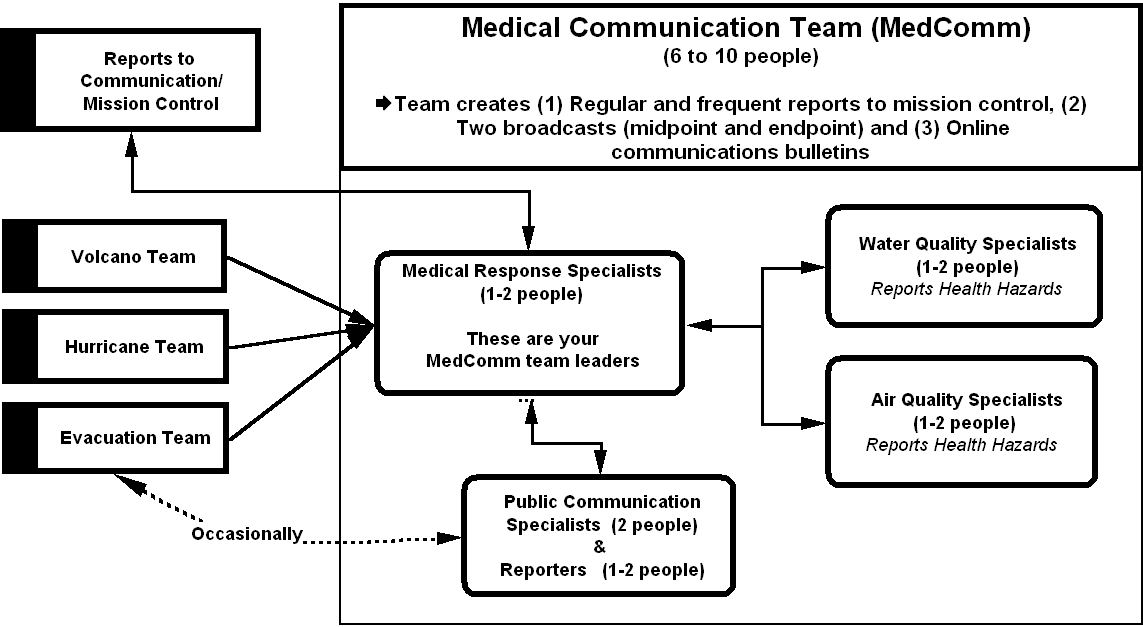 Medical Communication Team (MedComm)
(6 to 10 people)
🡆Team creates (1) Regular and frequent reports to mission control, (2)
Two broadcasts (midpoint and endpoint) and (3) Online
communications bulletins
Reports to
Communication/
Mission Control
Volcano Team
Hurricane Team
Evacuation Team
Occasionally
Medical Response Specialists
(1-2 people)
These are your
MedComm team leaders
Public Communication
Specialists (2 people)
&
Reporters (1-2 people)
Water Quality Specialists
(1-2 people)
Reports Health Hazards
Air Quality Specialists
(1-2 people)
Reports Health Hazards